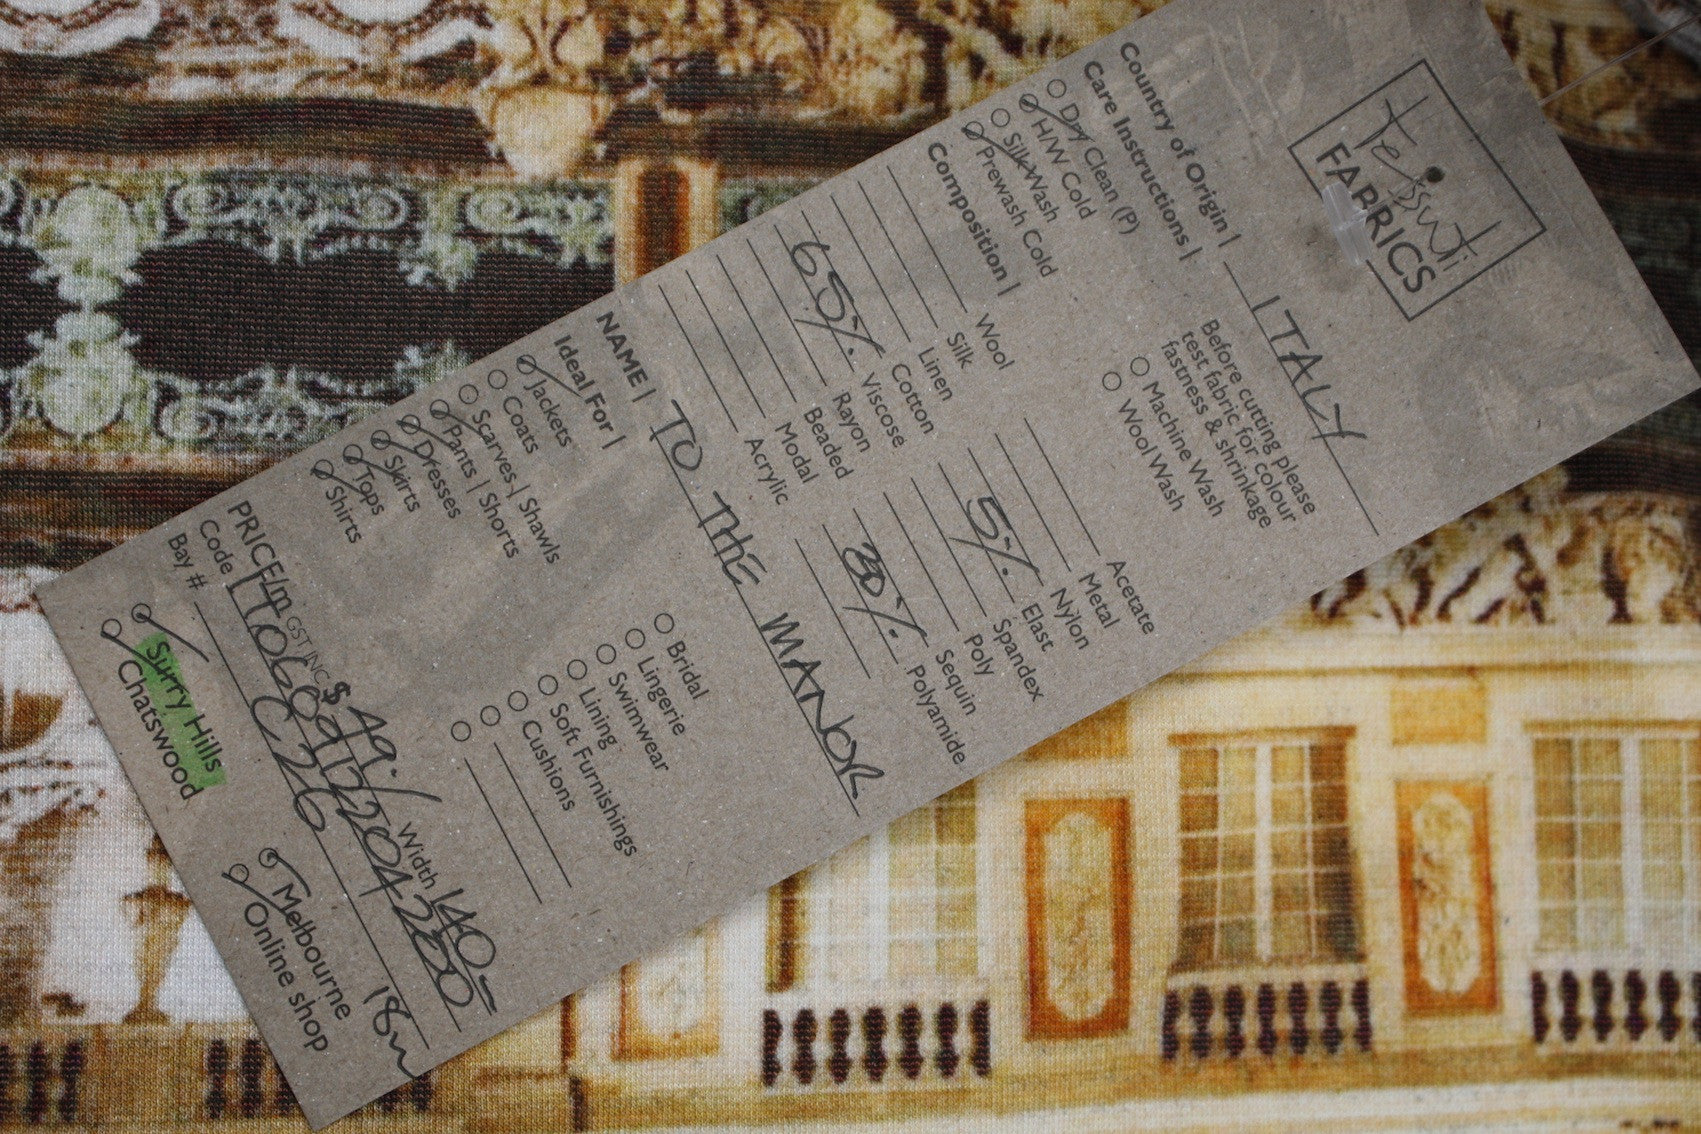 Tessuti
FABRICS
Country of Origin | ITALY
Care Instructions |
Dry Clean (P)
H/W Cold
Silk Wash
Prewash Cold
Before cutting please
test fabric for colour
fastness & shrinkage
Machine Wash
Wool Wash
Composition |
Wool
Silk
Linen
Cotton
65% Viscose
Rayon
Beaded
Modal
Acrylic
Acetate
Metal
Nylon
5% Elast
Spandex
Poly
Sequin
30% Polyamide
NAME | TO THE MANOR
Ideal For |
Jackets
Coats
Scarves | Shawls
Pants | Shorts
Dresses
Skirts
Tops
Shirts
Bridal
Lingerie
Swimwear
Lining
Soft Furnishings
Cushions
PRICE/m GST INC $ 49.- Width 140-
Code
Bay # C26 18m
Surry Hills
Chatswood
Melbourne
Online shop